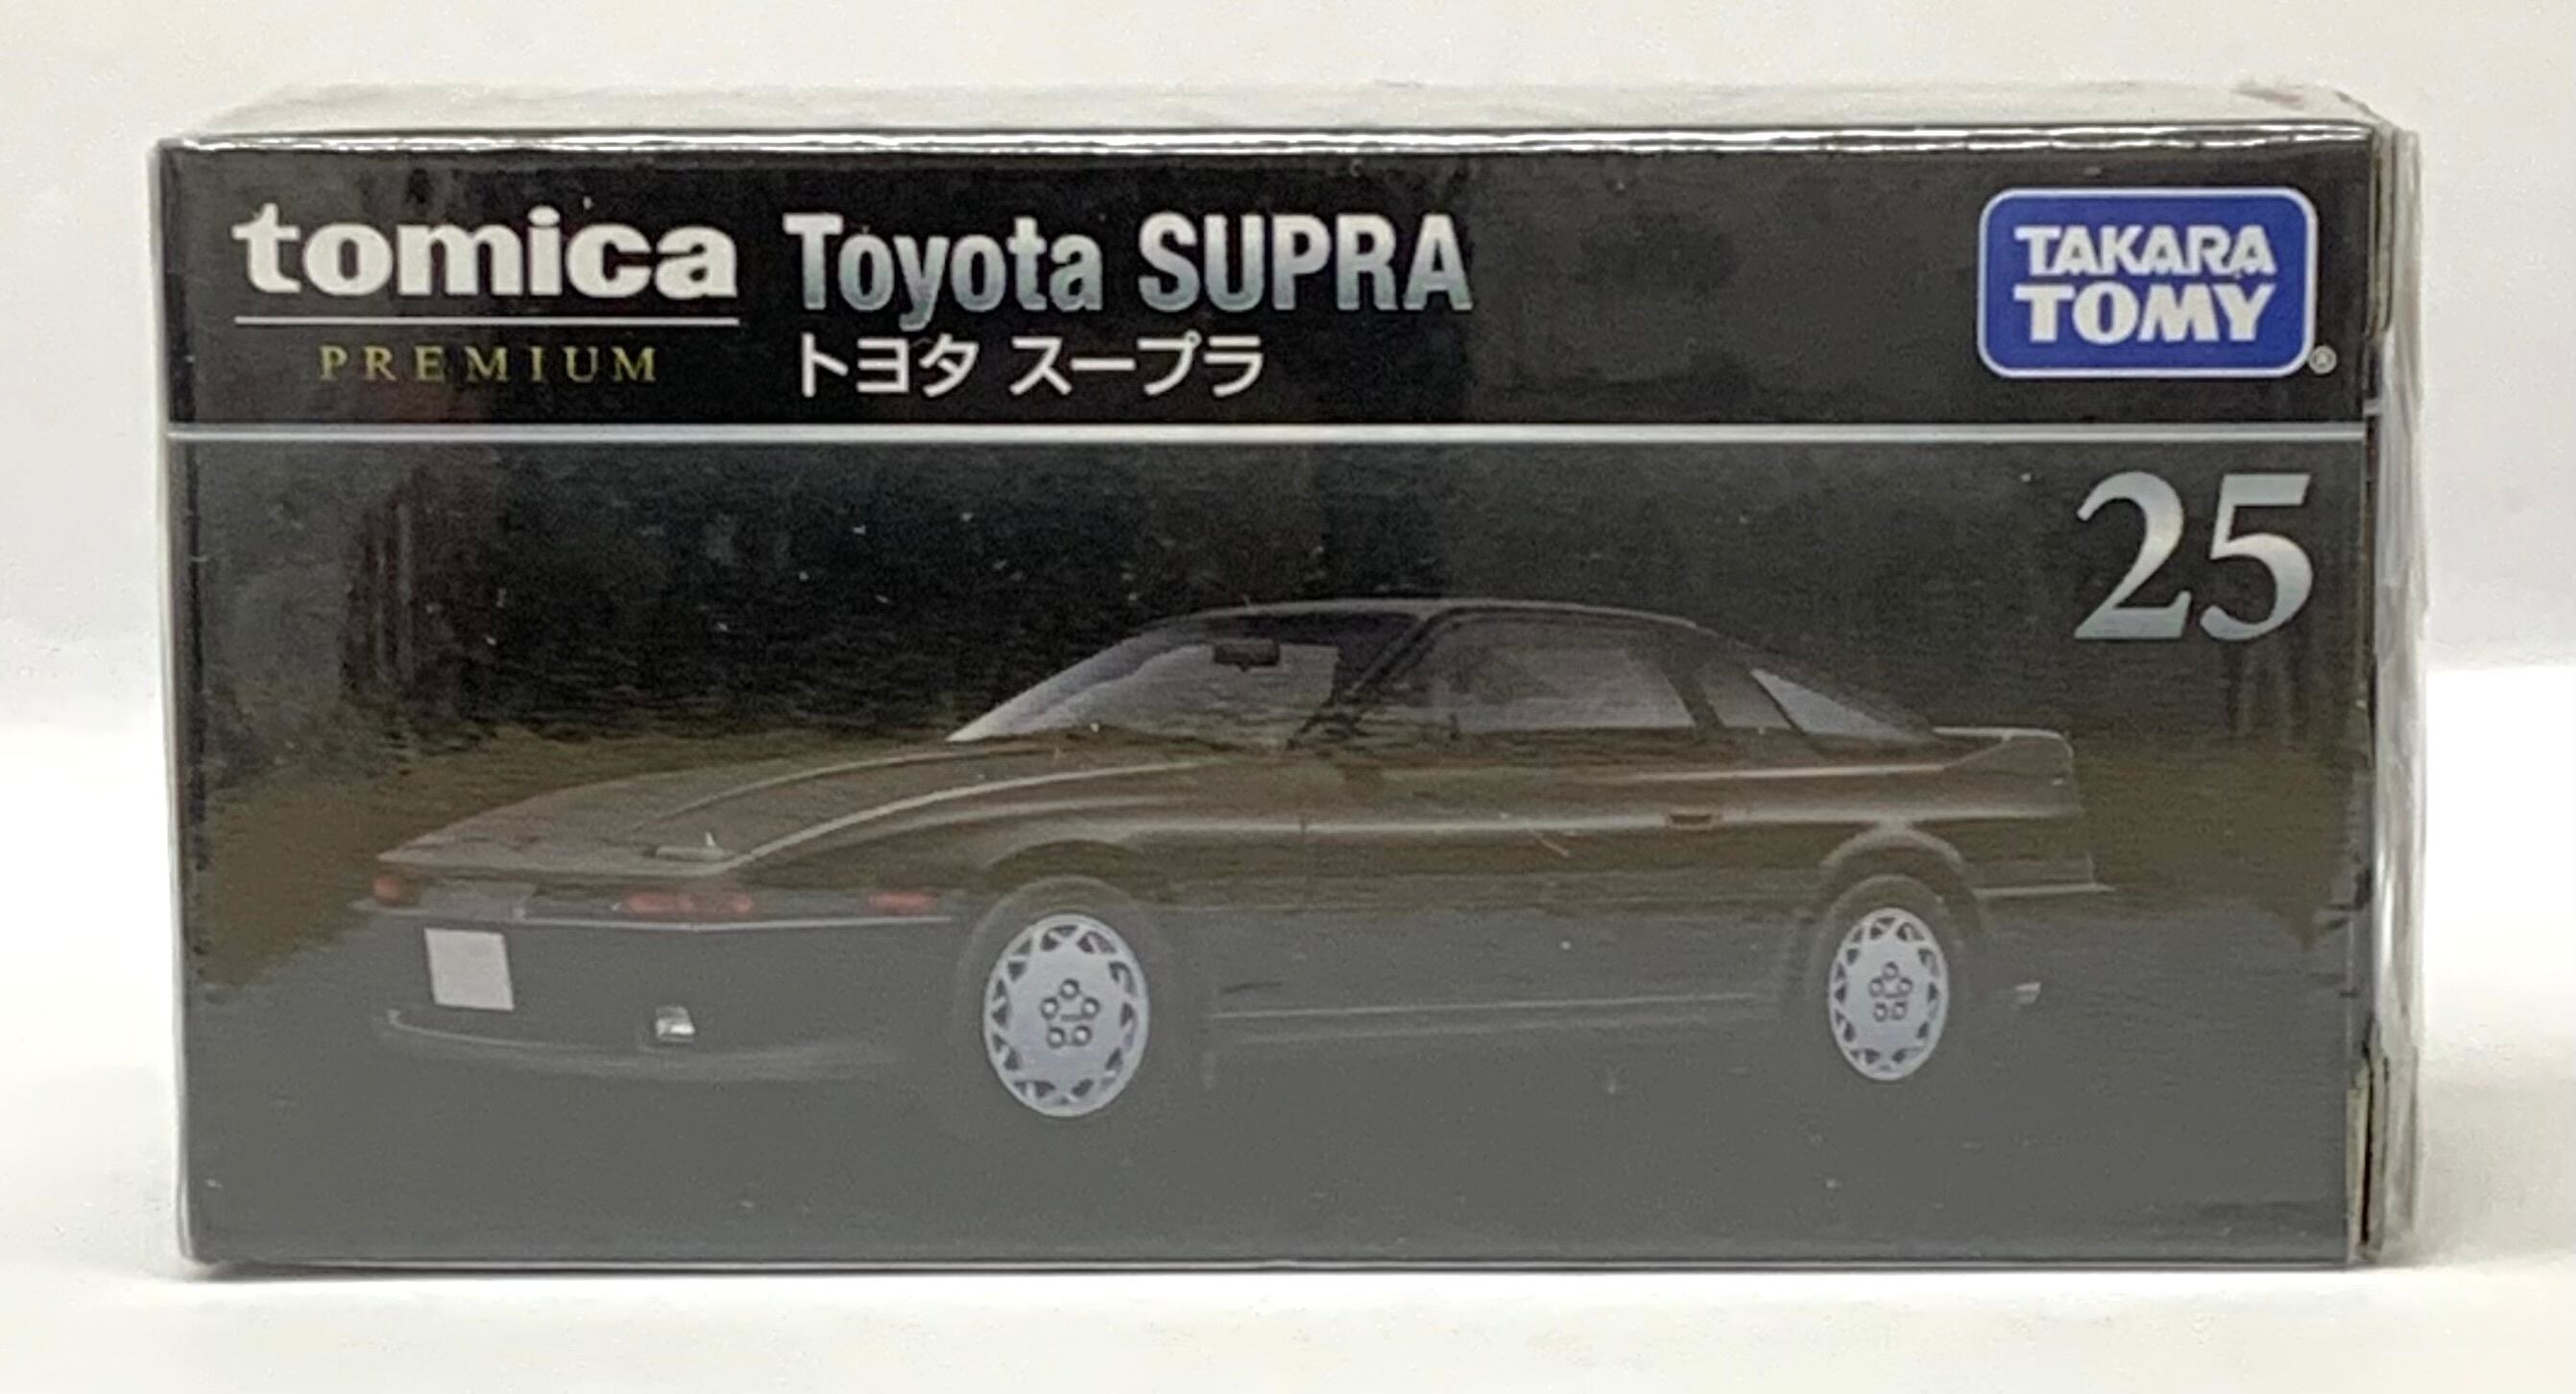 tomica
PREMIUM
Toyota SUPRA
トヨタ スープラ
TAKARA
TOMY
®
25